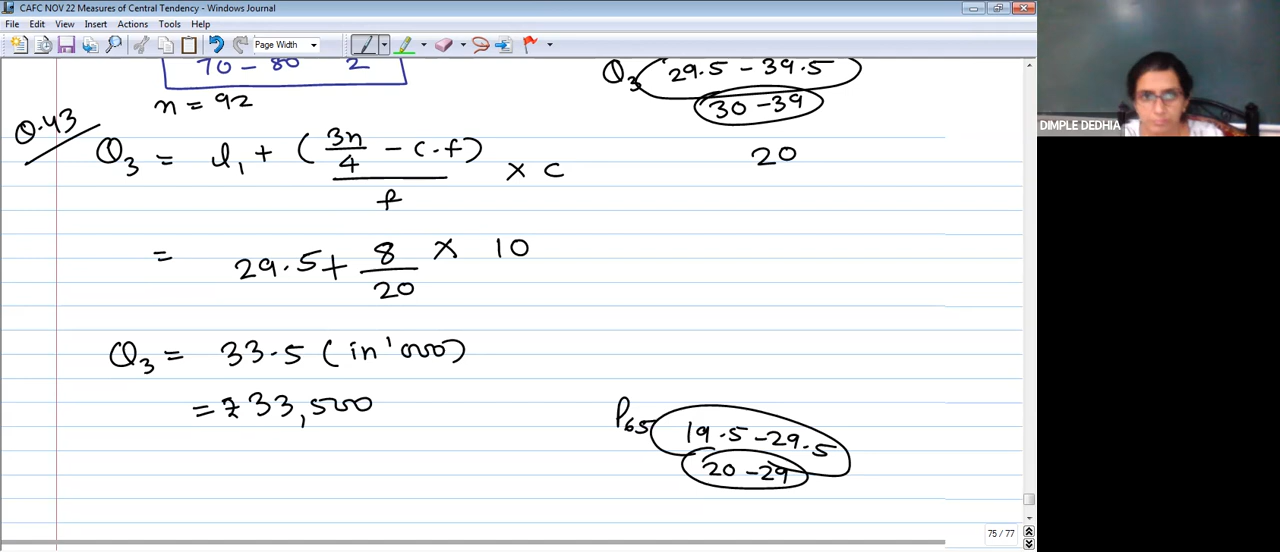 CAFC NOV 22 Measures of Central Tendency - Windows Journal
File Edit View Insert Actions Tools Help
Page Width
70 - 80 2
n = 92
Q.43
Q3 = l1 + (3n/4 - c.f) / f × c
= 29.5 + 8/20 × 10
Q3 = 33.5 (in '000)
= ₹ 33,500
Q3 29.5 - 39.5
30 - 39
20
P65 19.5 - 29.5
20 - 29
75 / 77
DIMPLE DEDHIA